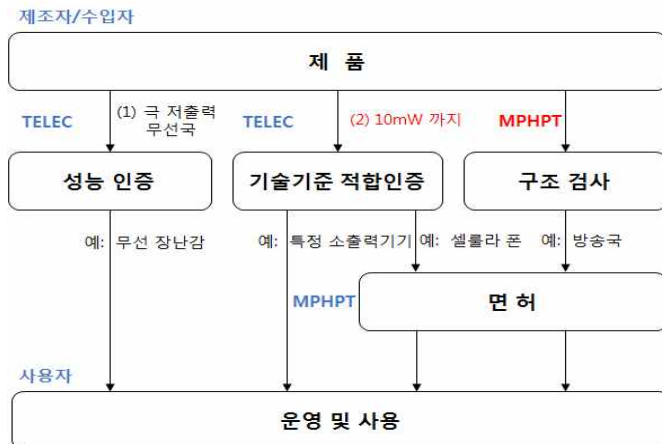 제조자/수입자
제 품
TELEC
(1) 극 저출력
무선국
TELEC
(2) 10mW 까지
MPHPT
성능 인증
기술기준 적합인증
구조 검사
예: 무선 장난감
예: 특정 소출력기기
예: 셀룰라 폰
예: 방송국
MPHPT
면 허
사용자
운영 및 사용